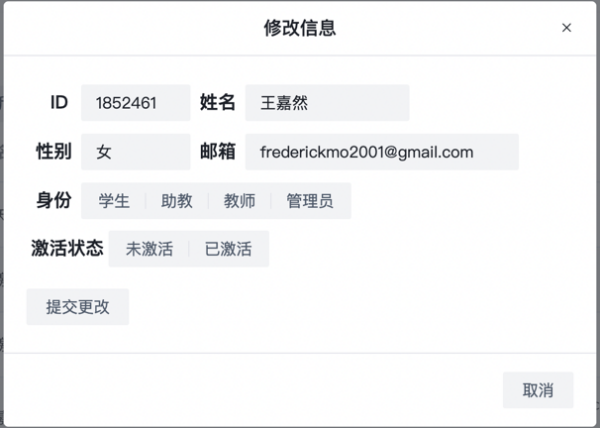 修改信息 ×
ID 1852461 姓名 王嘉然
性别 女 邮箱 frederickmo2001@gmail.com
身份 学生 助教 教师 管理员
激活状态 未激活 已激活
提交更改
取消